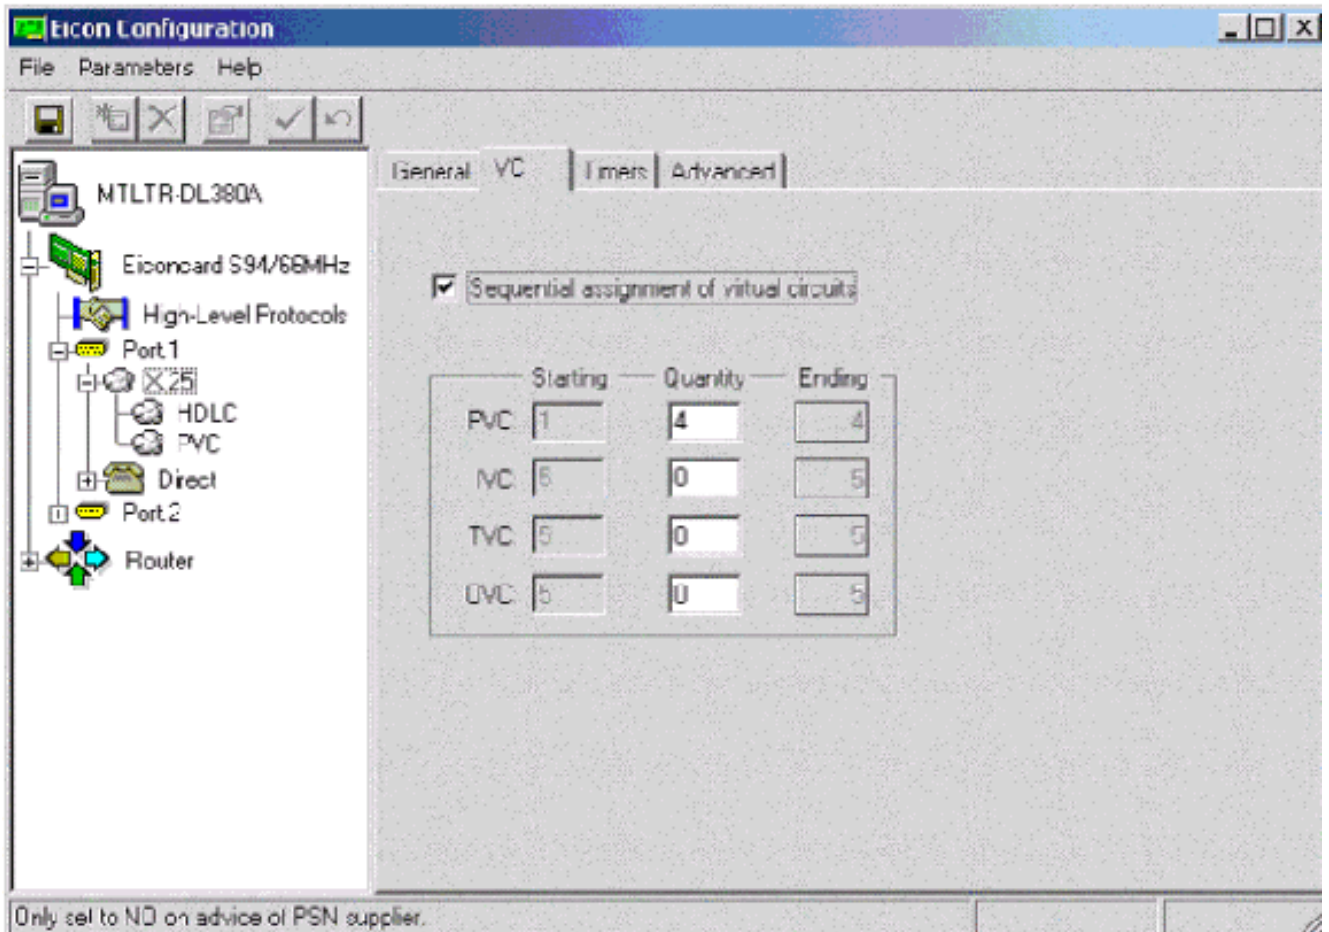 Eicon Configuration
File Parameters Help
MTLTR-DL380A
Eiconcard S94/66MHz
High-Level Protocols
Port 1
X25
HDLC
PVC
Direct
Port 2
Router
General VC Timers Advanced
Sequential assignment of virtual circuits
Starting Quantity Ending
PVC 1 4 4
IVC 0 5
TVC 5 0 5
OVC 5 0 5
Only set to NO on advice of PSN supplier.